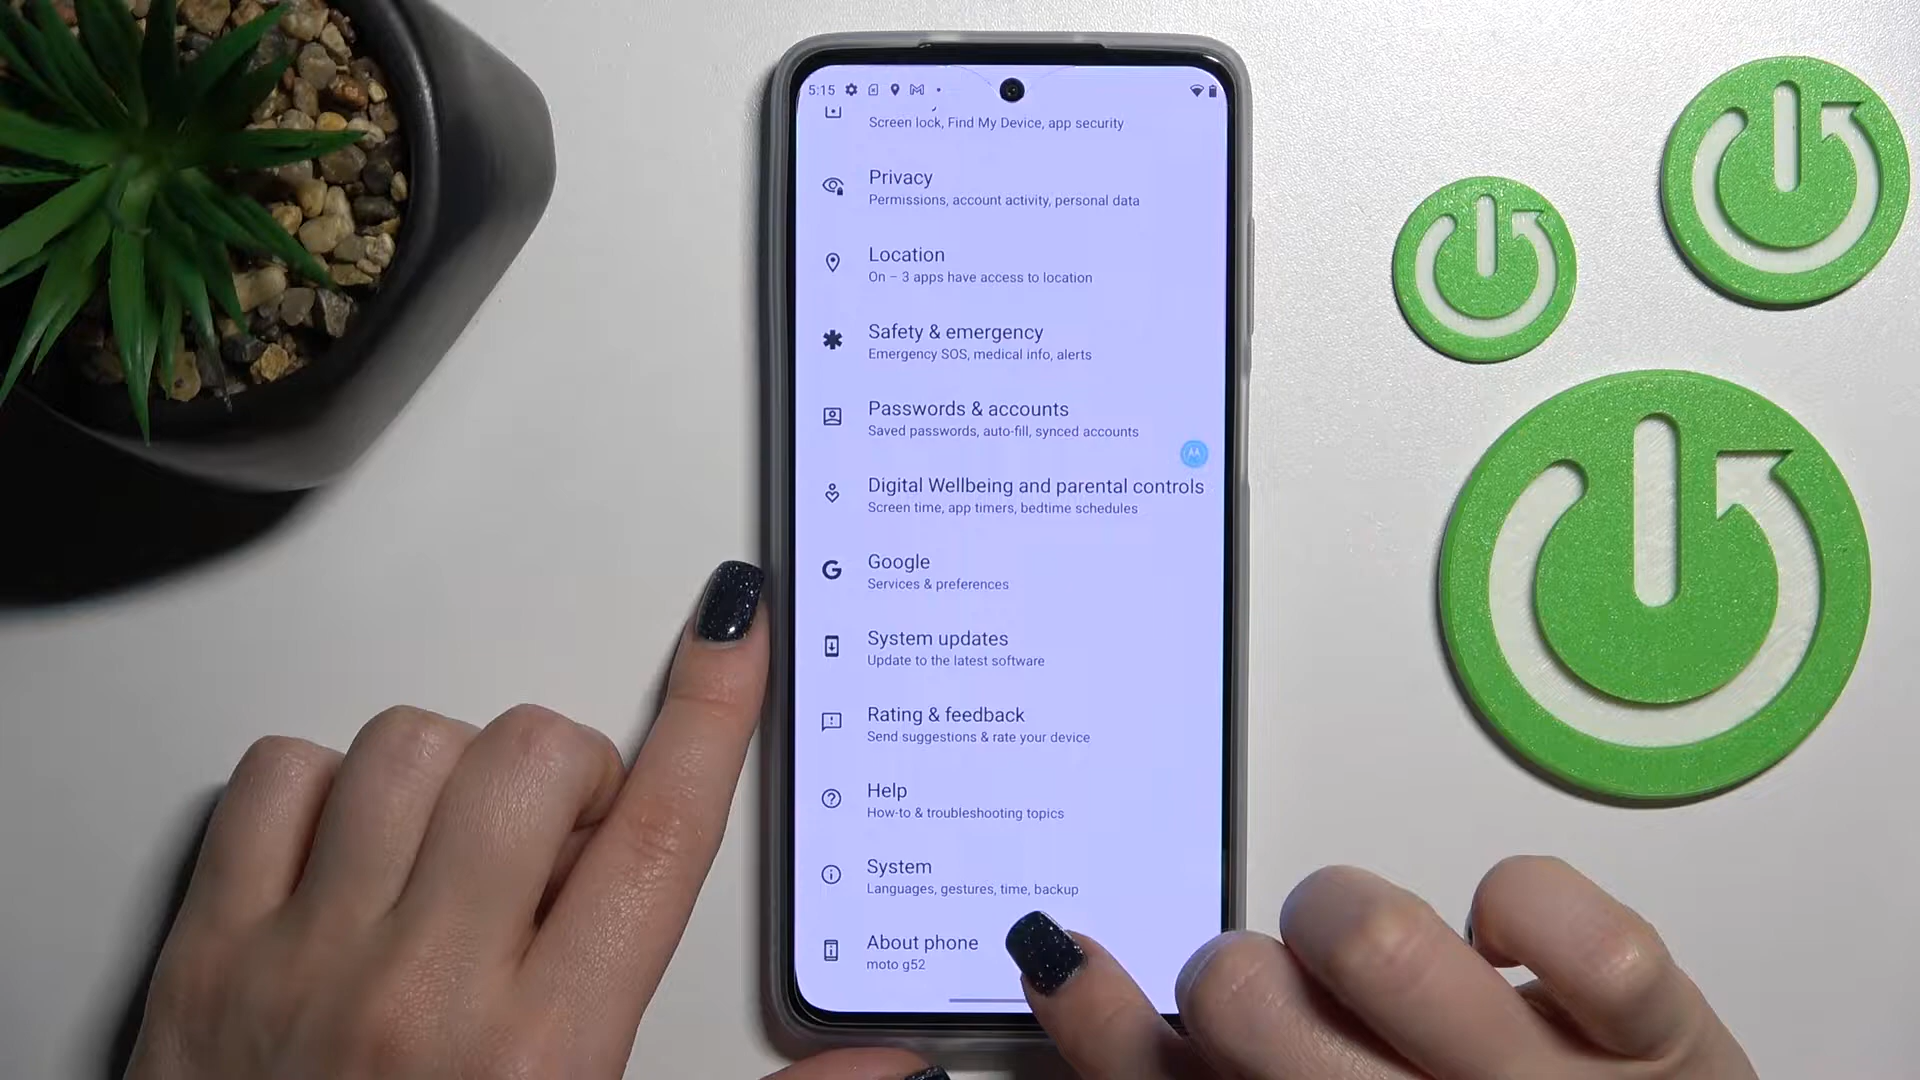 5:15
Screen lock, Find My Device, app security
Privacy
Permissions, account activity, personal data
Location
On – 3 apps have access to location
Safety & emergency
Emergency SOS, medical info, alerts
Passwords & accounts
Saved passwords, auto-fill, synced accounts
Digital Wellbeing and parental controls
Screen time, app timers, bedtime schedules
Google
Services & preferences
System updates
Update to the latest software
Rating & feedback
Send suggestions & rate your device
Help
How-to & troubleshooting topics
System
Languages, gestures, time, backup
About phone
moto g52